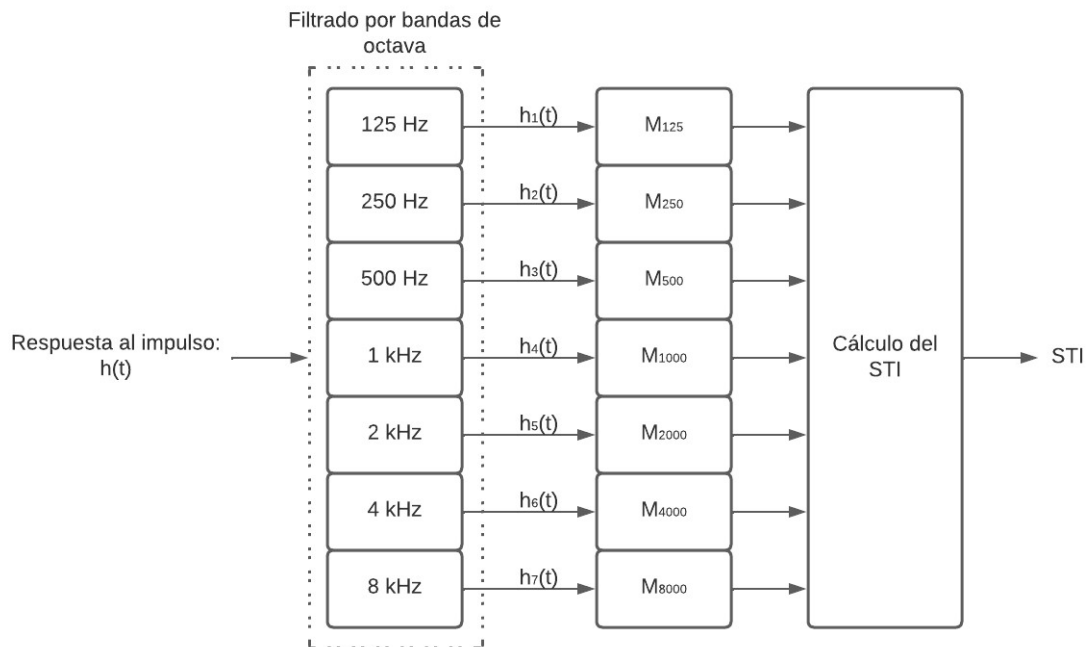 Filtrado por bandas de
octava
125 Hz
h₁(t)
M₁₂₅
250 Hz
h₂(t)
M₂₅₀
500 Hz
h₃(t)
M₅₀₀
Respuesta al impulso:
h(t)
1 kHz
h₄(t)
M₁₀₀₀
Cálculo del
STI
STI
2 kHz
h₅(t)
M₂₀₀₀
4 kHz
h₆(t)
M₄₀₀₀
8 kHz
h₇(t)
M₈₀₀₀